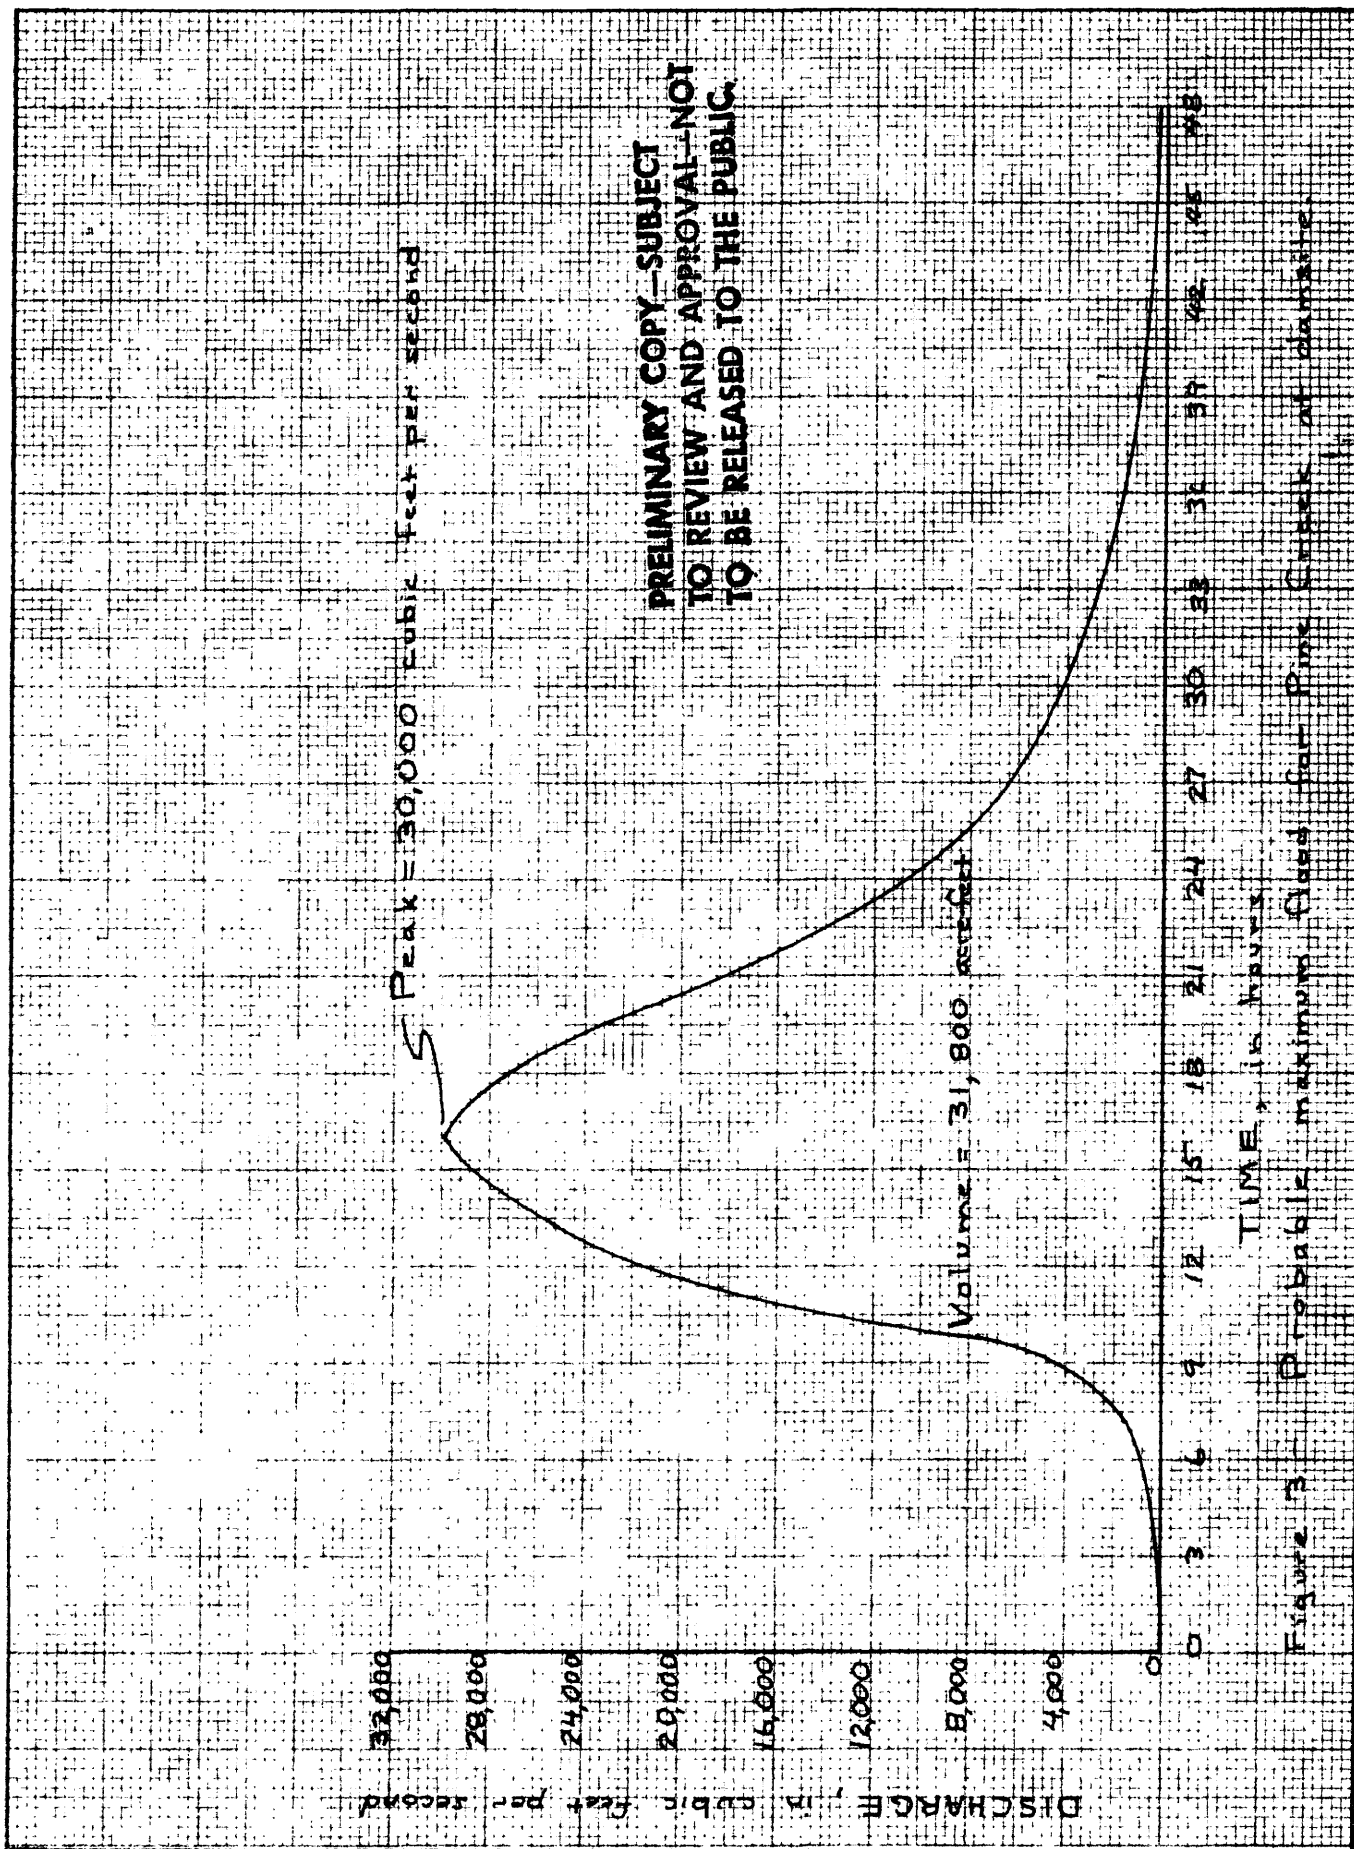 Peak = 30,000 cubic feet per second
PRELIMINARY COPY—SUBJECT
TO REVIEW AND APPROVAL—NOT
TO BE RELEASED TO THE PUBLIC.
Volume = 31,800 acre-feet
DISCHARGE, in cubic feet per second
32,000
28,000
24,000
20,000
16,000
12,000
8,000
4,000
0
0 3 6 9 12 15 18 21 24 27 30 33 36 39 42 45 48
TIME, in hours
Figure 3 - Probable maximum flood for Pine Creek at damsite.